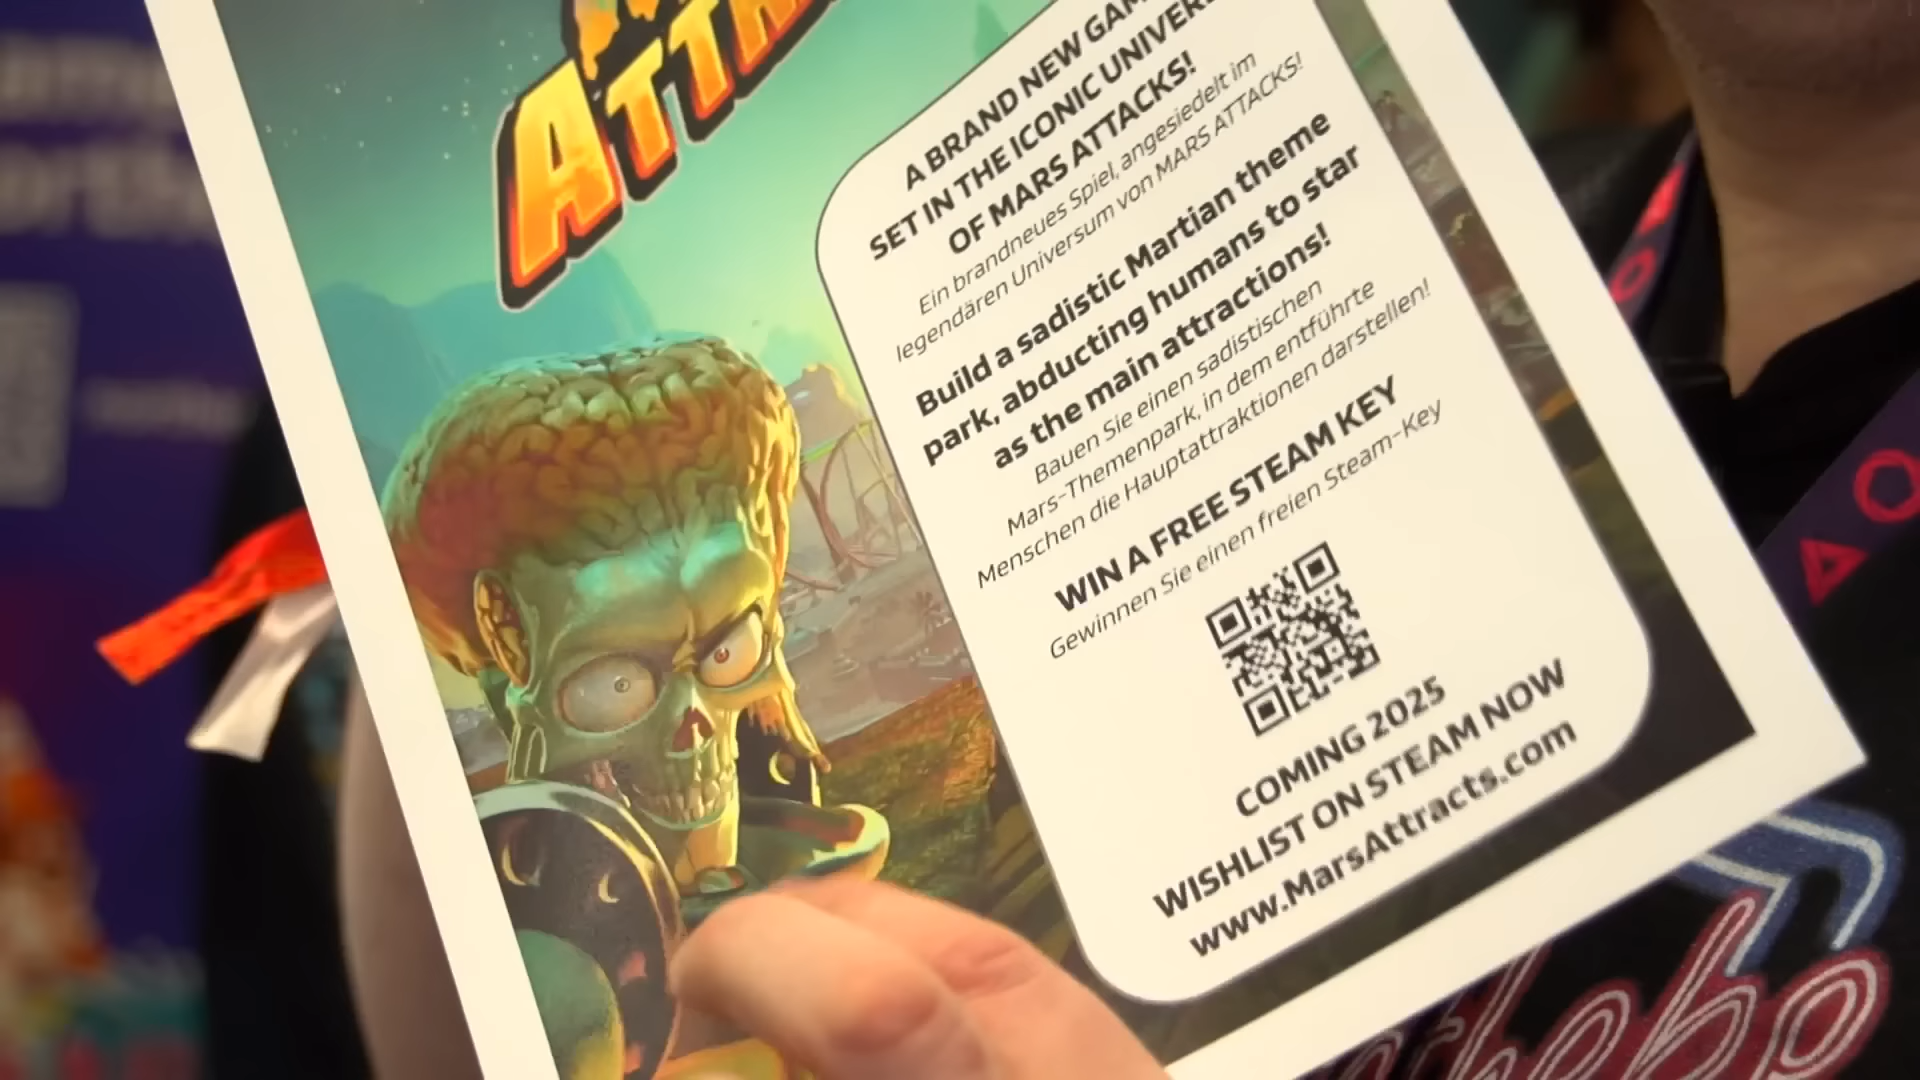 A BRAND NEW
SET IN THE ICONIC
OF MARS ATTACKS!
Ein brandneues Spiel, angesiedelt im
legendären Universum von MARS ATTACKS!
Build a sadistic Martian theme
park, abducting humans to star
as the main attractions!
Bauen Sie einen sadistischen
Mars-Themenpark, in dem entführte
Menschen die Hauptattraktionen darstellen!
WIN A FREE STEAM KEY
Gewinnen Sie einen freien Steam-Key
COMING 2025
WISHLIST ON STEAM NOW
www.MarsAttracts.com